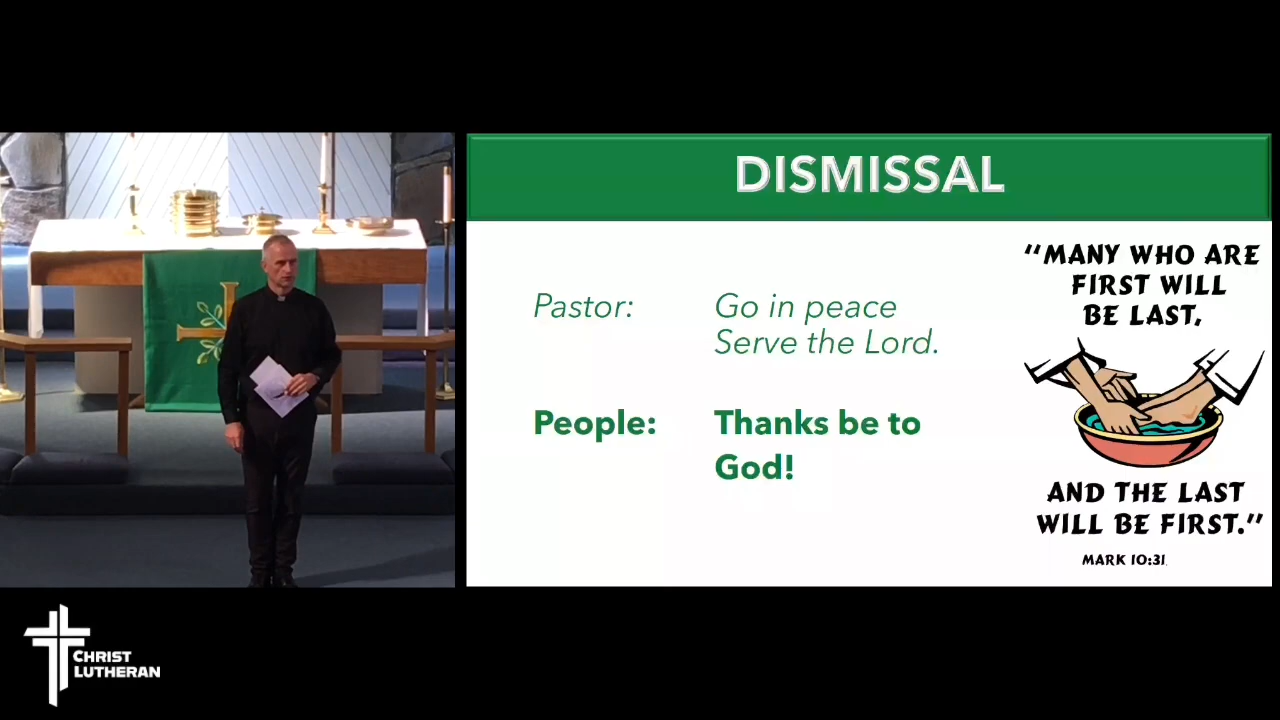 DISMISSAL
Pastor: Go in peace
Serve the Lord.
People: Thanks be to
God!
“MANY WHO ARE
FIRST WILL
BE LAST,
AND THE LAST
WILL BE FIRST.”
MARK 10:31
CHRIST
LUTHERAN